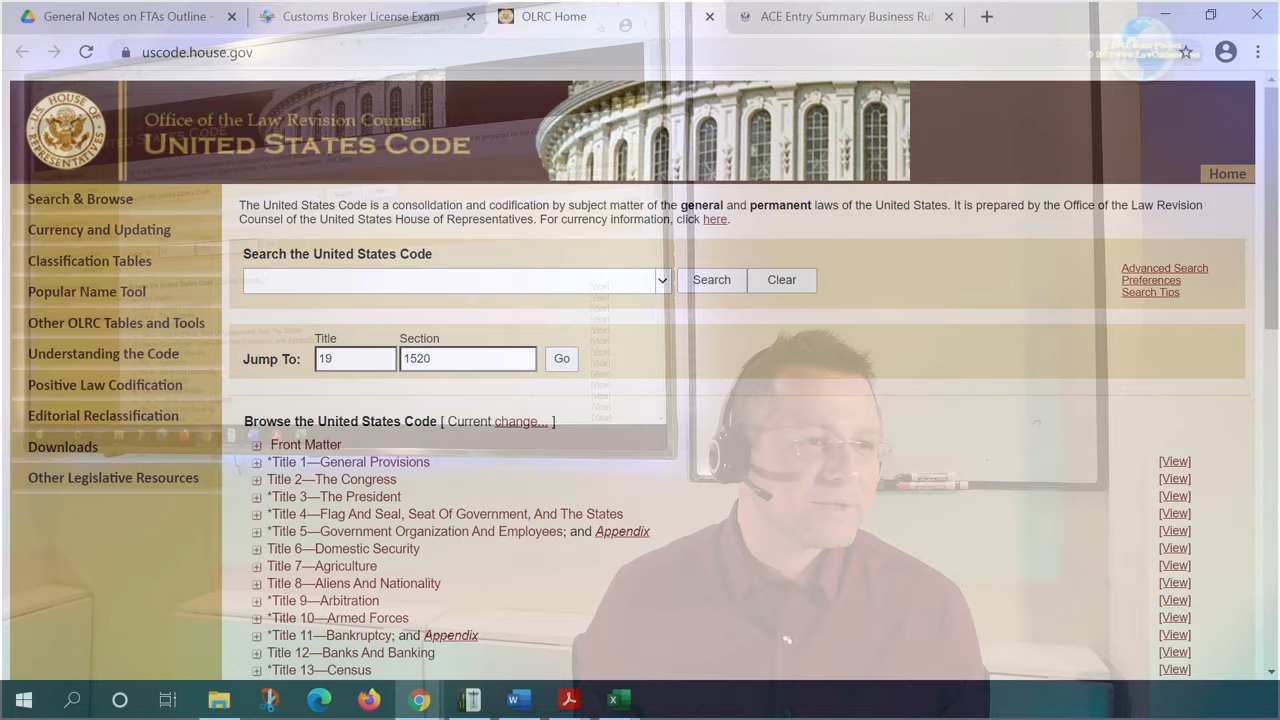 General Notes on FTAs Outline
Customs Broker License Exam
OLRC Home
ACE Entry Summary Business Rul
uscode.house.gov
U.S. HOUSE OF REPRESENTATIVES
Office of the Law Revision Counsel
UNITED STATES CODE
Home
Search & Browse
Currency and Updating
Classification Tables
Popular Name Tool
Other OLRC Tables and Tools
Understanding the Code
Positive Law Codification
Editorial Reclassification
Downloads
Other Legislative Resources
The United States Code is a consolidation and codification by subject matter of the general and permanent laws of the United States. It is prepared by the Office of the Law Revision
Counsel of the United States House of Representatives. For currency information, click here.
Search the United States Code
Search
Clear
Advanced Search
Preferences
Search Tips
Title
Section
Jump To:
19
1520
Go
Browse the United States Code [ Current change... ]
Front Matter
*Title 1—General Provisions [View]
Title 2—The Congress [View]
*Title 3—The President [View]
*Title 4—Flag And Seal, Seat Of Government, And The States [View]
*Title 5—Government Organization And Employees; and Appendix [View]
Title 6—Domestic Security [View]
Title 7—Agriculture [View]
Title 8—Aliens And Nationality [View]
*Title 9—Arbitration [View]
*Title 10—Armed Forces [View]
*Title 11—Bankruptcy; and Appendix [View]
Title 12—Banks And Banking [View]
*Title 13—Census [View]